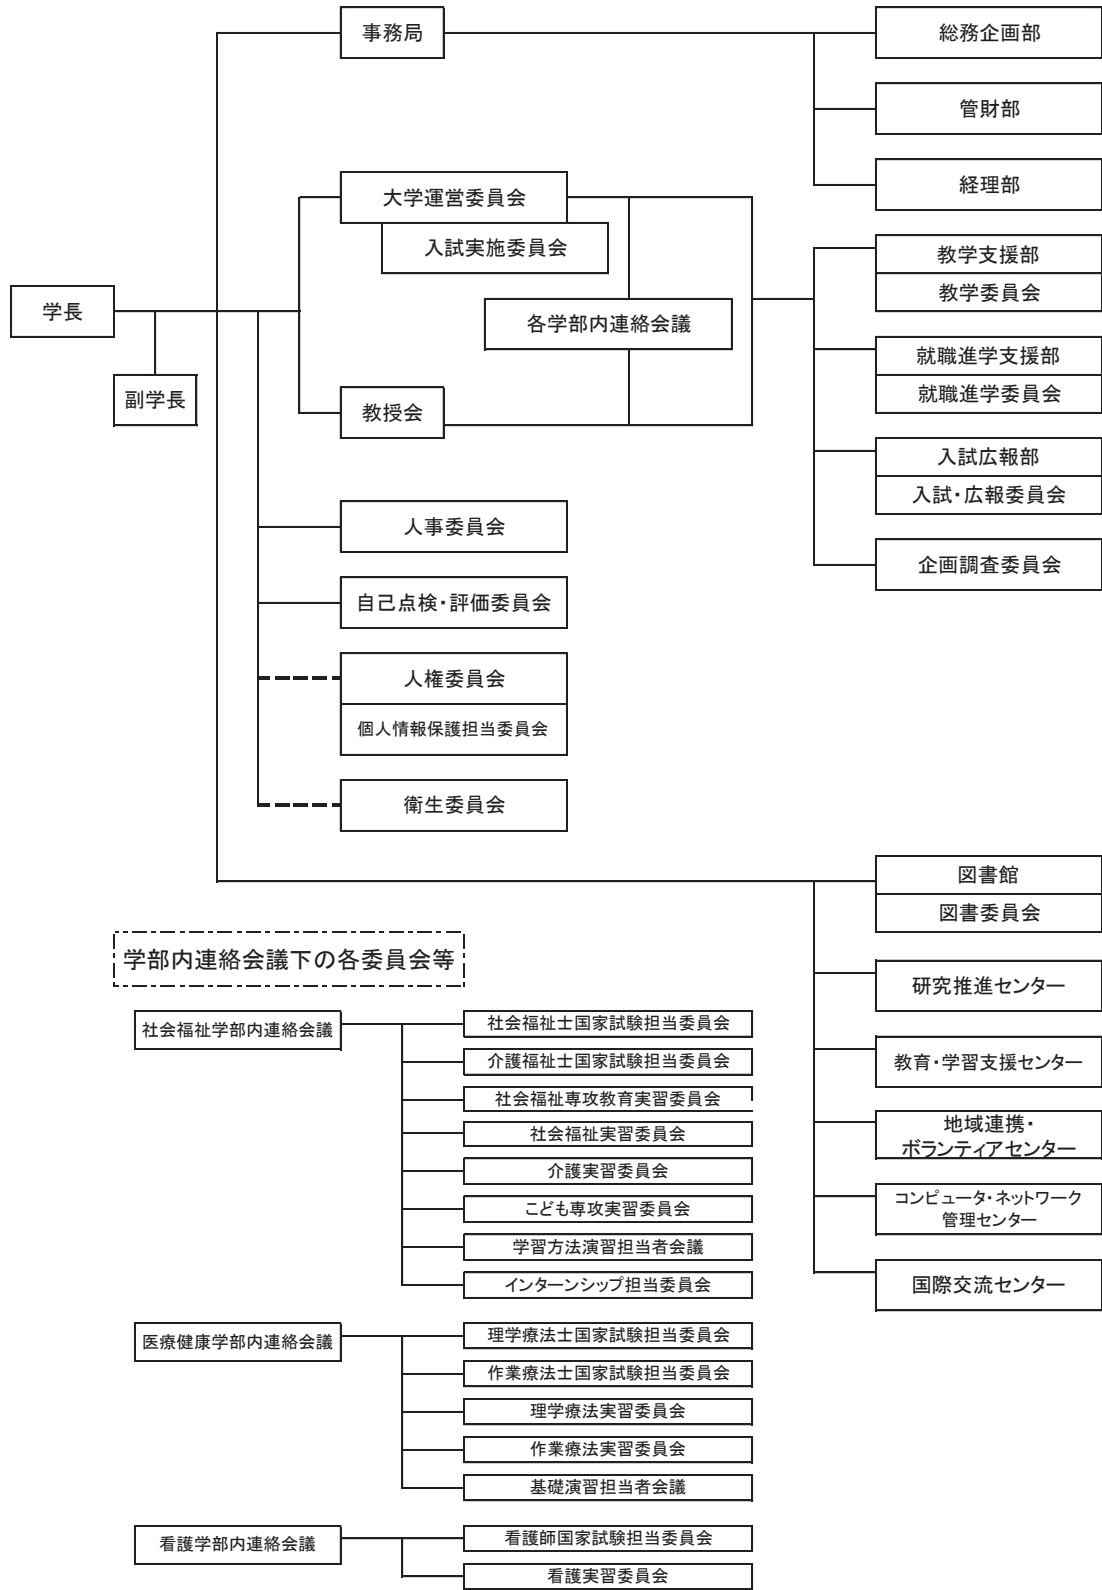 事務局
総務企画部
管財部
経理部
大学運営委員会
入試実施委員会
各学部内連絡会議
教授会
学長
副学長
教学支援部
教学委員会
就職進学支援部
就職進学委員会
入試広報部
入試・広報委員会
企画調査委員会
人事委員会
自己点検・評価委員会
人権委員会
個人情報保護担当委員会
衛生委員会
図書館
図書委員会
研究推進センター
教育・学習支援センター
地域連携・
ボランティアセンター
コンピュータ・ネットワーク
管理センター
国際交流センター
学部内連絡会議下の各委員会等
社会福祉学部内連絡会議
社会福祉士国家試験担当委員会
介護福祉士国家試験担当委員会
社会福祉専攻教育実習委員会
社会福祉実習委員会
介護実習委員会
こども専攻実習委員会
学習方法演習担当者会議
インターンシップ担当委員会
医療健康学部内連絡会議
理学療法士国家試験担当委員会
作業療法士国家試験担当委員会
理学療法実習委員会
作業療法実習委員会
基礎演習担当者会議
看護学部内連絡会議
看護師国家試験担当委員会
看護実習委員会